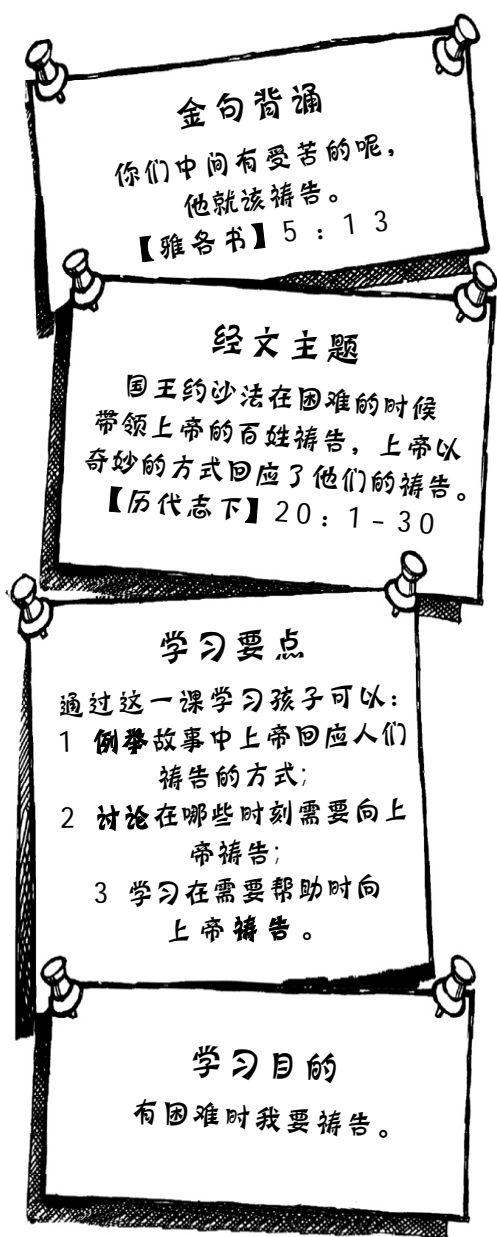 金句背诵
你们中间有受苦的呢，
他就该祷告。
【雅各书】5：13
经文主题
国王约沙法在困难的时候
带领上帝的百姓祷告，上帝以
奇妙的方式回应了他们的祷告。
【历代志下】20：1-30
学习要点
通过这一课学习孩子可以：
1 例举故事中上帝回应人们
祷告的方式；
2 讨论在哪些时刻需要向上
帝祷告；
3 学习在需要帮助时向
上帝祷告。
学习目的
有困难时我要祷告。